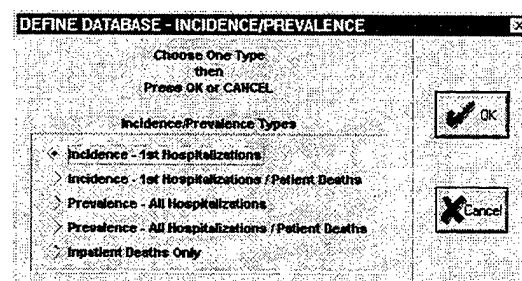 DEFINE DATABASE - INCIDENCE/PREVALENCE
Choose One Type
then
Press OK or CANCEL
Incidence/Prevalence Types
Incidence - 1st Hospitalizations
Incidence - 1st Hospitalizations / Patient Deaths
Prevalence - All Hospitalizations
Prevalence - All Hospitalizations / Patient Deaths
Inpatient Deaths Only
OK
Cancel